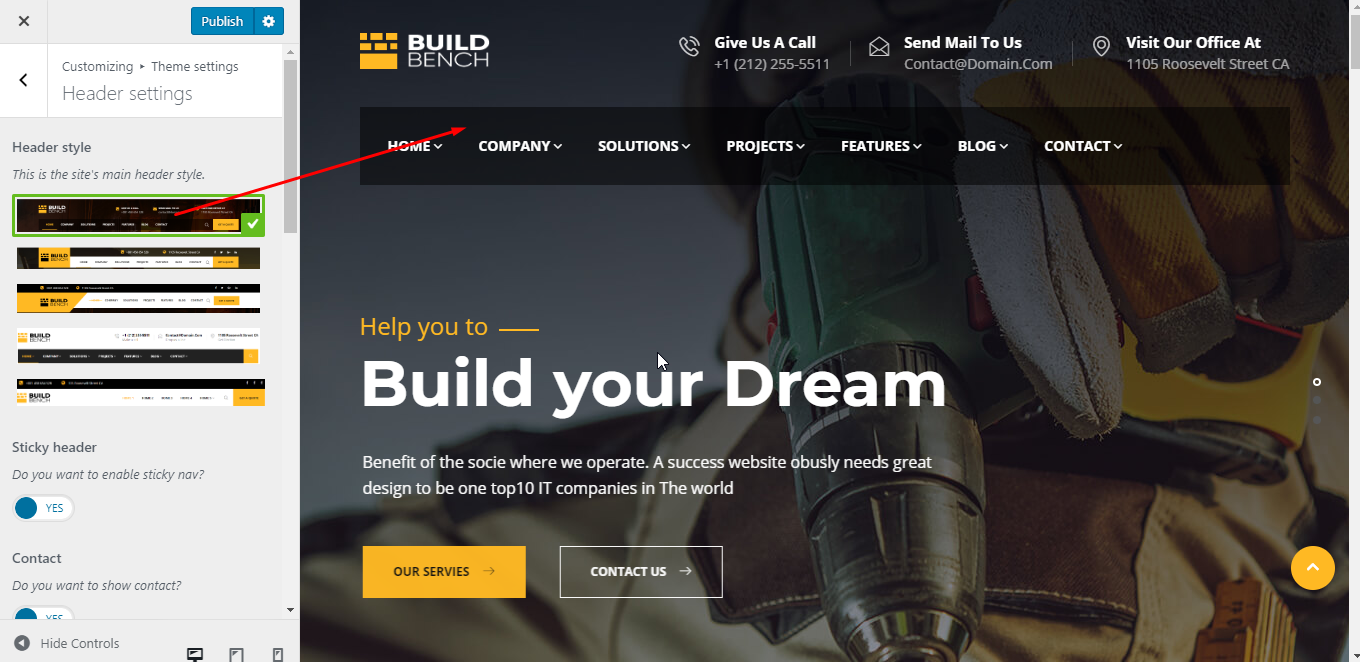 Publish
Customizing ▸ Theme settings
Header settings
Header style
This is the site's main header style.
Sticky header
Do you want to enable sticky nav?
YES
Contact
Do you want to show contact?
YES
Hide Controls
BUILD
BENCH
Give Us A Call
+1 (212) 255-5511
Send Mail To Us
Contact@Domain.Com
Visit Our Office At
1105 Roosevelt Street CA
HOME COMPANY SOLUTIONS PROJECTS FEATURES BLOG CONTACT
Help you to
Build your Dream
Benefit of the socie where we operate. A success website obusly needs great
design to be one top10 IT companies in The world
OUR SERVIES
CONTACT US